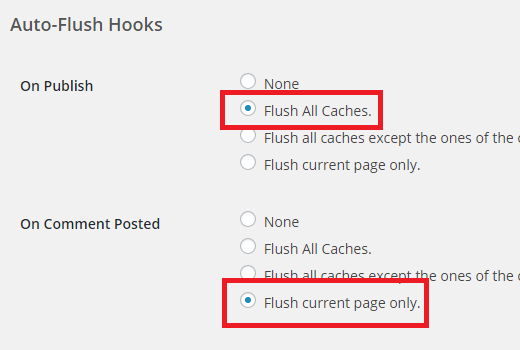 Auto-Flush Hooks
On Publish
None
Flush All Caches.
Flush all caches except the ones of the
Flush current page only.
On Comment Posted
None
Flush All Caches.
Flush all caches except the ones of the
Flush current page only.